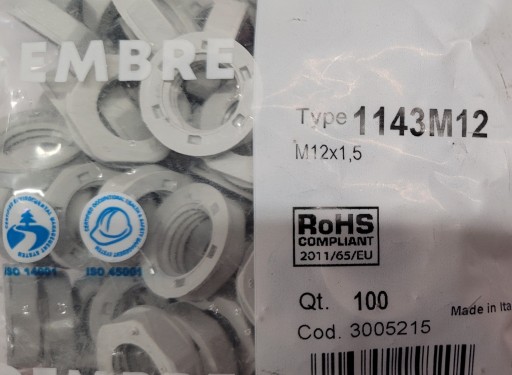 EMBRE
Type 1143M12
M12x1,5
RoHS
COMPLIANT
2011/65/EU
ISO 14001
ISO 45001
Qt. 100
Made in Ita
Cod. 3005215